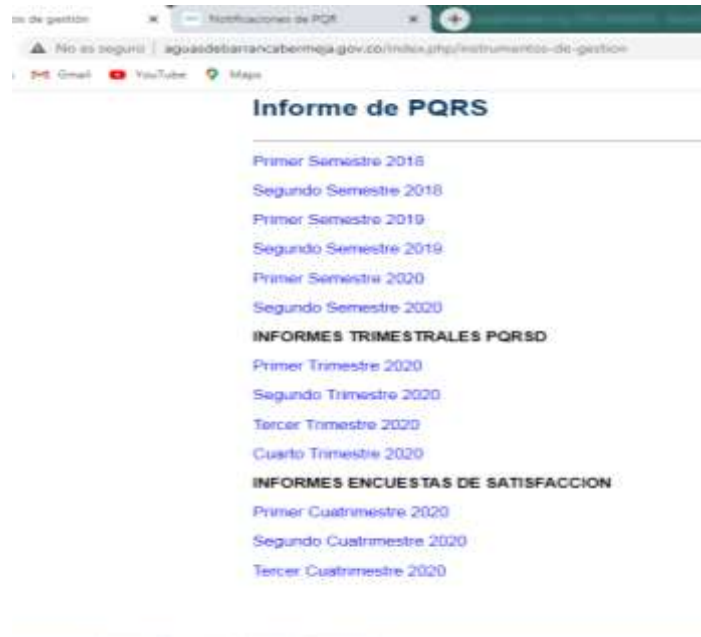 os de gestión
Notificaciones de PQR
No es seguro | aguasdebarrancabermeja.gov.co/index.php/instrumentos-de-gestion
Gmail YouTube Maps
Informe de PQRS
Primer Semestre 2018
Segundo Semestre 2018
Primer Semestre 2019
Segundo Semestre 2019
Primer Semestre 2020
Segundo Semestre 2020
INFORMES TRIMESTRALES PQRSD
Primer Trimestre 2020
Segundo Trimestre 2020
Tercer Trimestre 2020
Cuarto Trimestre 2020
INFORMES ENCUESTAS DE SATISFACCION
Primer Cuatrimestre 2020
Segundo Cuatrimestre 2020
Tercer Cuatrimestre 2020